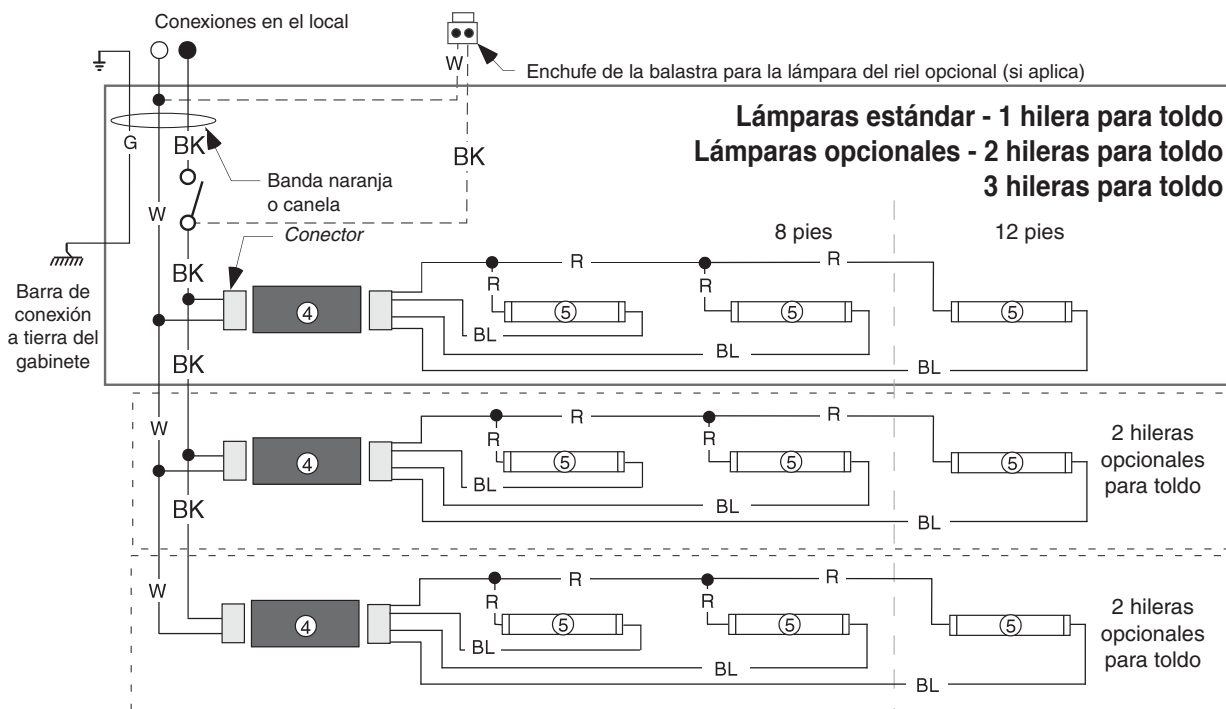 Conexiones en el local
W
Enchufe de la balastra para la lámpara del riel opcional (si aplica)
Lámparas estándar - 1 hilera para toldo
Lámparas opcionales - 2 hileras para toldo
3 hileras para toldo
G
BK
BK
Banda naranja
o canela
W
Conector
8 pies
12 pies
BK
R
R
R
R
Barra de
conexión
a tierra del
gabinete
4
5
5
5
BL
BL
BL
BK
W
R
R
R
R
4
5
5
5
2 hileras
opcionales
para toldo
BL
BL
BL
BK
W
R
R
R
R
4
5
5
5
2 hileras
opcionales
para toldo
BL
BL
BL